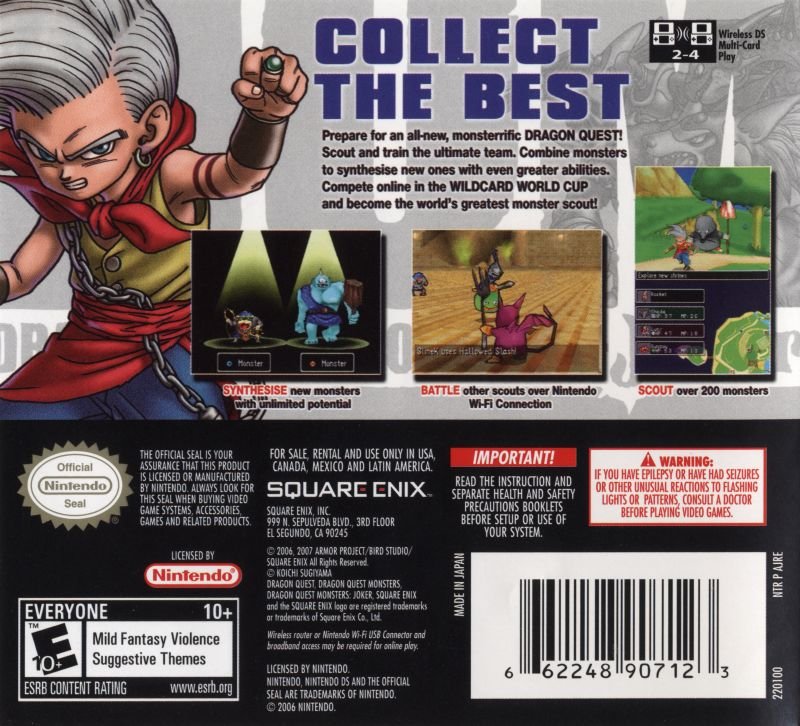 COLLECT
THE BEST
Wireless DS
Multi-Card
Play
2-4
Prepare for an all-new, monsterrific DRAGON QUEST!
Scout and train the ultimate team. Combine monsters
to synthesise new ones with even greater abilities.
Compete online in the WILDCARD WORLD CUP
and become the world's greatest monster scout!
Monster
Monster
SYNTHESISE new monsters
with unlimited potential
Slimek uses Hallowed Slash!
BATTLE other scouts over Nintendo
Wi-Fi Connection
Explore new shrines
Rocket
SCOUT over 200 monsters
Official
Nintendo
Seal
®
THE OFFICIAL SEAL IS YOUR
ASSURANCE THAT THIS PRODUCT
IS LICENSED OR MANUFACTURED
BY NINTENDO. ALWAYS LOOK FOR
THIS SEAL WHEN BUYING VIDEO
GAME SYSTEMS, ACCESSORIES,
GAMES AND RELATED PRODUCTS.
LICENSED BY
Nintendo®
EVERYONE 10+
TM
E
10+
Mild Fantasy Violence
Suggestive Themes
ESRB CONTENT RATING www.esrb.org
FOR SALE, RENTAL AND USE ONLY IN USA,
CANADA, MEXICO AND LATIN AMERICA.
SQUARE ENIX™
SQUARE ENIX, INC.
999 N. SEPULVEDA BLVD., 3RD FLOOR
EL SEGUNDO, CA 90245
© 2006, 2007 ARMOR PROJECT/BIRD STUDIO/
SQUARE ENIX All Rights Reserved.
© KOICHI SUGIYAMA
DRAGON QUEST, DRAGON QUEST MONSTERS,
DRAGON QUEST MONSTERS: JOKER, SQUARE ENIX
and the SQUARE ENIX logo are registered trademarks
or trademarks of Square Enix Co., Ltd.
Wireless router or Nintendo Wi-Fi USB Connector and
broadband access may be required for online play.
LICENSED BY NINTENDO.
NINTENDO, NINTENDO DS AND THE OFFICIAL
SEAL ARE TRADEMARKS OF NINTENDO.
© 2006 NINTENDO.
IMPORTANT!
READ THE INSTRUCTION AND
SEPARATE HEALTH AND SAFETY
PRECAUTIONS BOOKLETS
BEFORE SETUP OR USE OF
YOUR SYSTEM.
WARNING:
IF YOU HAVE EPILEPSY OR HAVE HAD SEIZURES
OR OTHER UNUSUAL REACTIONS TO FLASHING
LIGHTS OR PATTERNS, CONSULT A DOCTOR
BEFORE PLAYING VIDEO GAMES.
MADE IN JAPAN
6 62248 90712 3
NTR P AJRE
220100